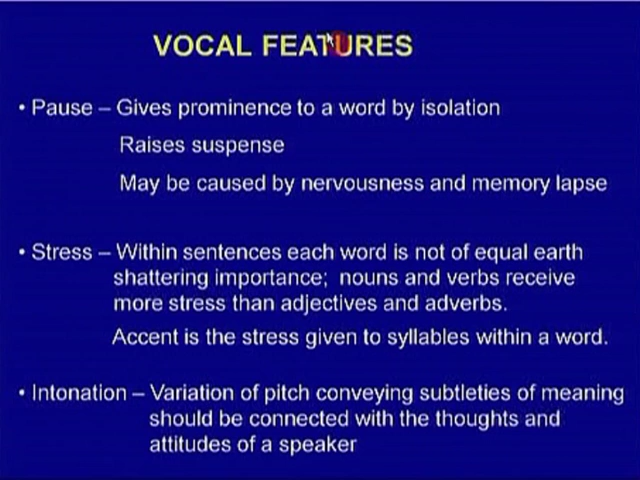 VOCAL FEATURES
• Pause – Gives prominence to a word by isolation
Raises suspense
May be caused by nervousness and memory lapse
• Stress – Within sentences each word is not of equal earth
shattering importance; nouns and verbs receive
more stress than adjectives and adverbs.
Accent is the stress given to syllables within a word.
• Intonation – Variation of pitch conveying subtleties of meaning
should be connected with the thoughts and
attitudes of a speaker